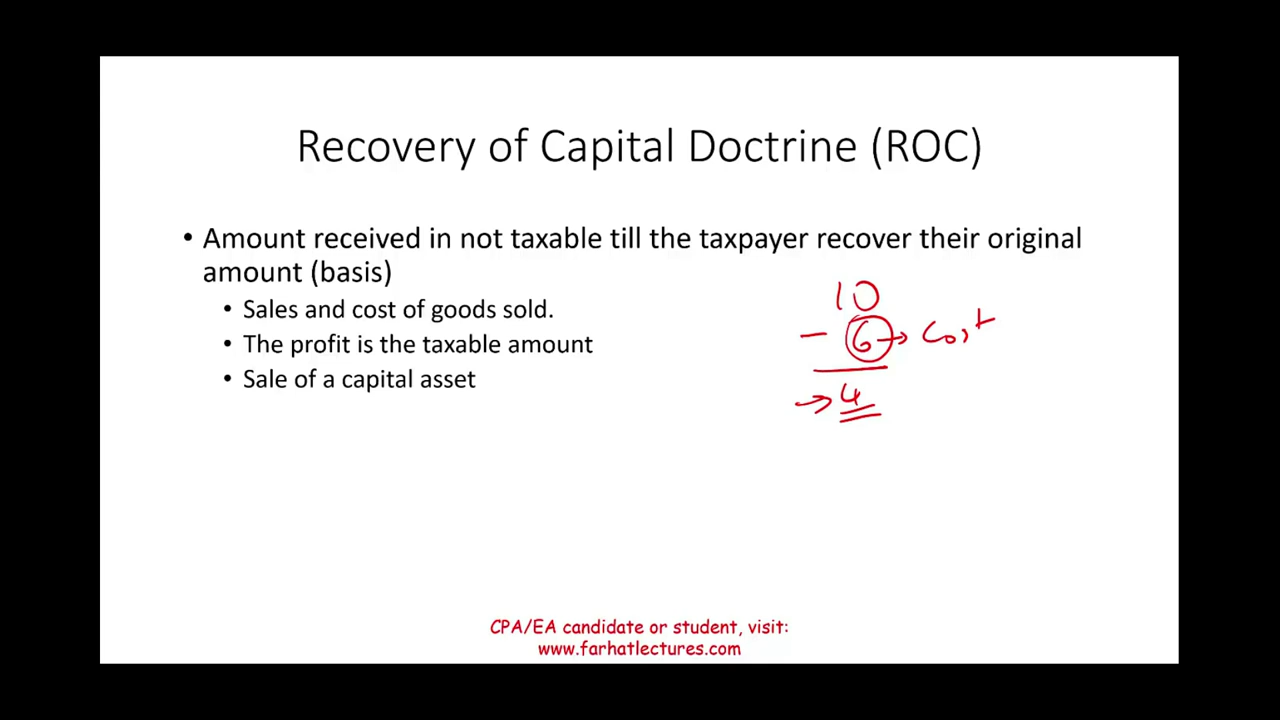 Recovery of Capital Doctrine (ROC)
• Amount received in not taxable till the taxpayer recover their original
amount (basis)
• Sales and cost of goods sold.
• The profit is the taxable amount
• Sale of a capital asset
10
- 6 → cost
→ 4
CPA/EA candidate or student, visit:
www.farhatlectures.com